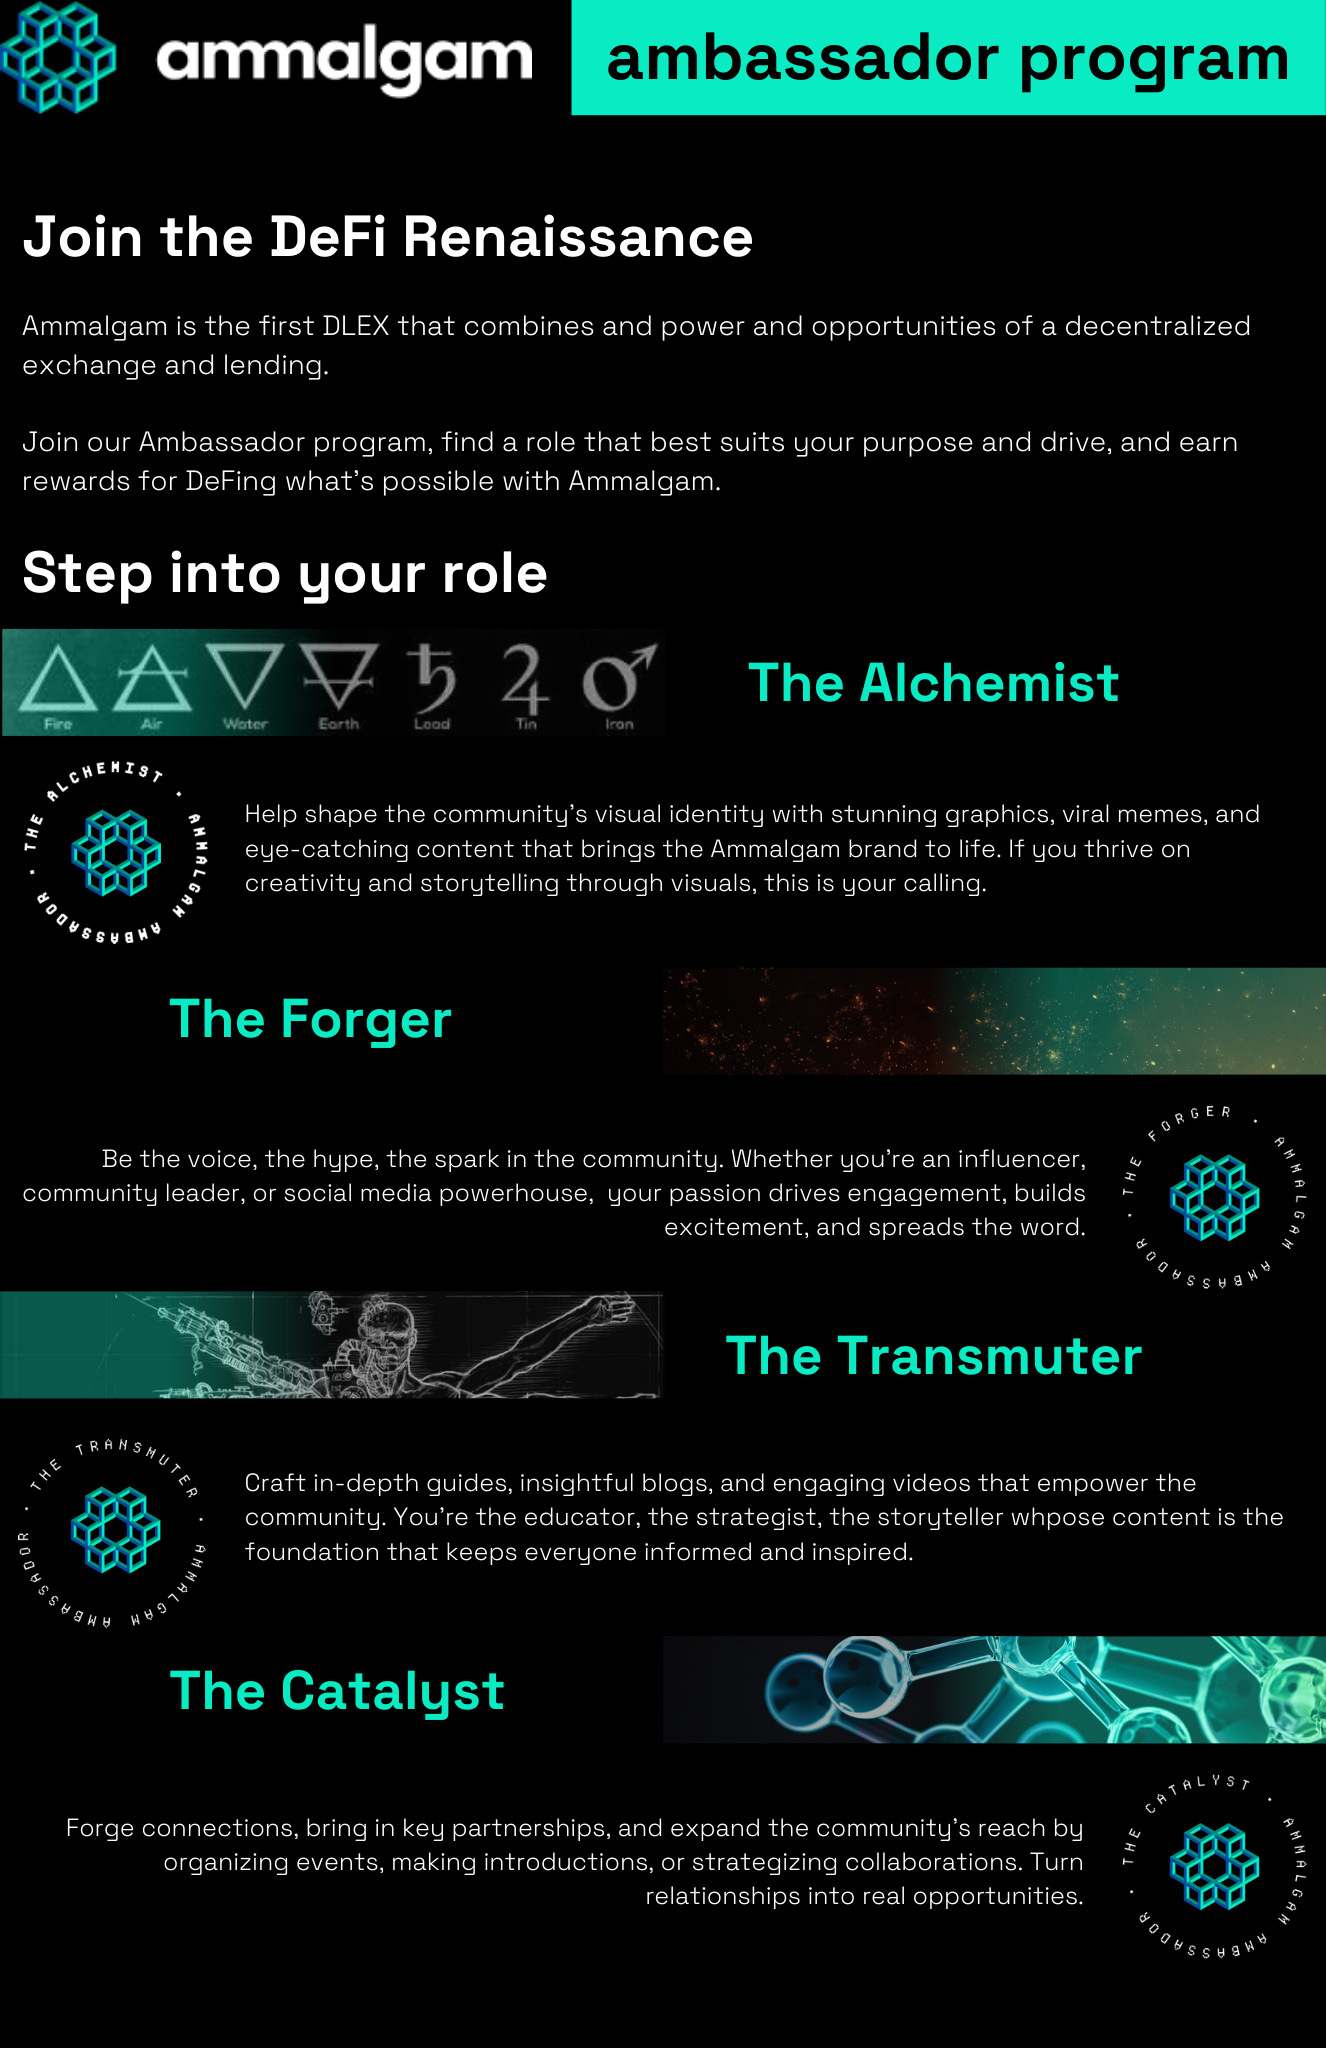 ammalgam
ambassador program
Join the DeFi Renaissance
Ammalgam is the first DLEX that combines and power and opportunities of a decentralized
exchange and lending.
Join our Ambassador program, find a role that best suits your purpose and drive, and earn
rewards for DeFing what's possible with Ammalgam.
Step into your role
Fire Air Water Earth Lead Tin Iron
The Alchemist
THE ALCHEMIST · AMMALGAM AMBASSADOR ·
Help shape the community's visual identity with stunning graphics, viral memes, and
eye-catching content that brings the Ammalgam brand to life. If you thrive on
creativity and storytelling through visuals, this is your calling.
The Forger
Be the voice, the hype, the spark in the community. Whether you're an influencer,
community leader, or social media powerhouse,  your passion drives engagement, builds
excitement, and spreads the word.
THE FORGER · AMMALGAM AMBASSADOR ·
The Transmuter
THE TRANSMUTER · AMMALGAM AMBASSADOR ·
Craft in-depth guides, insightful blogs, and engaging videos that empower the
community. You're the educator, the strategist, the storyteller whpose content is the
foundation that keeps everyone informed and inspired.
The Catalyst
Forge connections, bring in key partnerships, and expand the community's reach by
organizing events, making introductions, or strategizing collaborations. Turn
relationships into real opportunities.
THE CATALYST · AMMALGAM AMBASSADOR ·